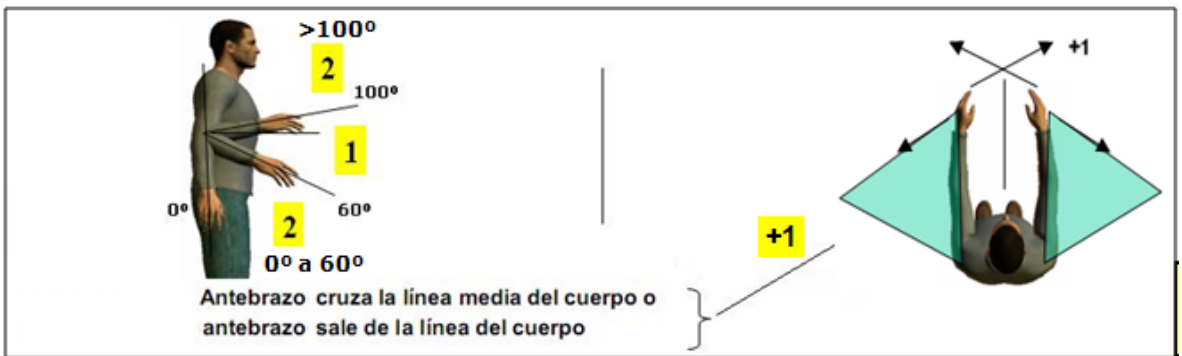 >100º
2
100º
1
0º
60º
2
0º a 60º
Antebrazo cruza la línea media del cuerpo o
antebrazo sale de la línea del cuerpo
+1
+1